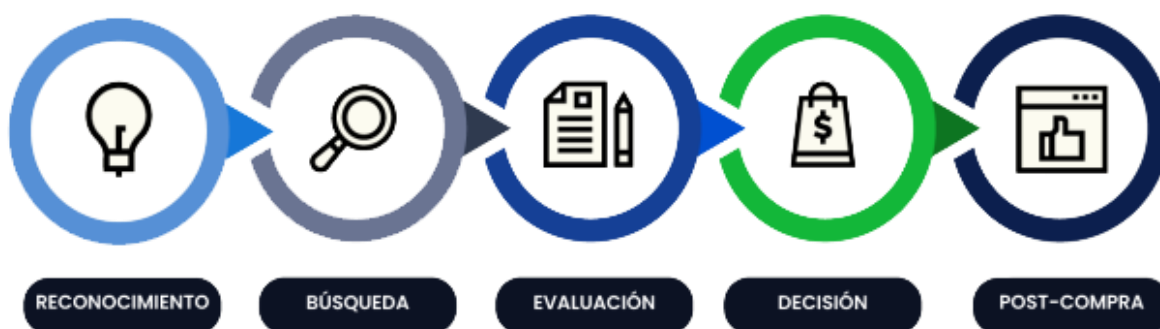 $
RECONOCIMIENTO
BÚSQUEDA
EVALUACIÓN
DECISIÓN
POST-COMPRA